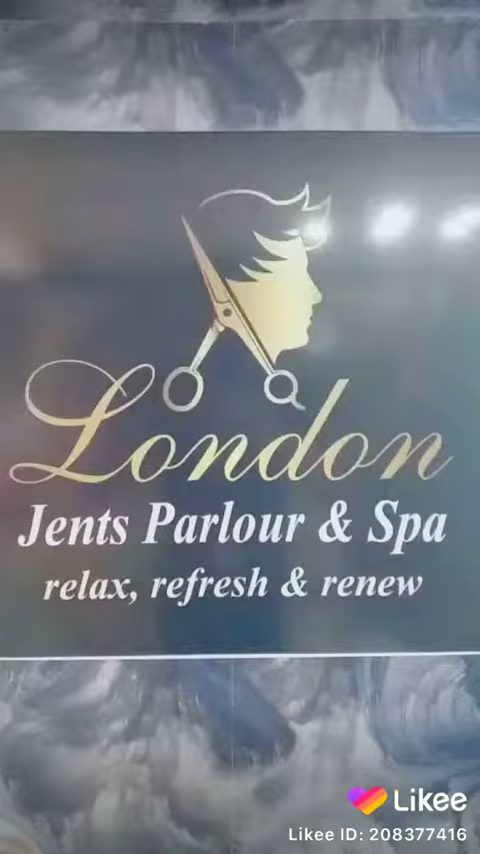 London
Jents Parlour & Spa
relax, refresh & renew
Likee
Likee ID: 208377416